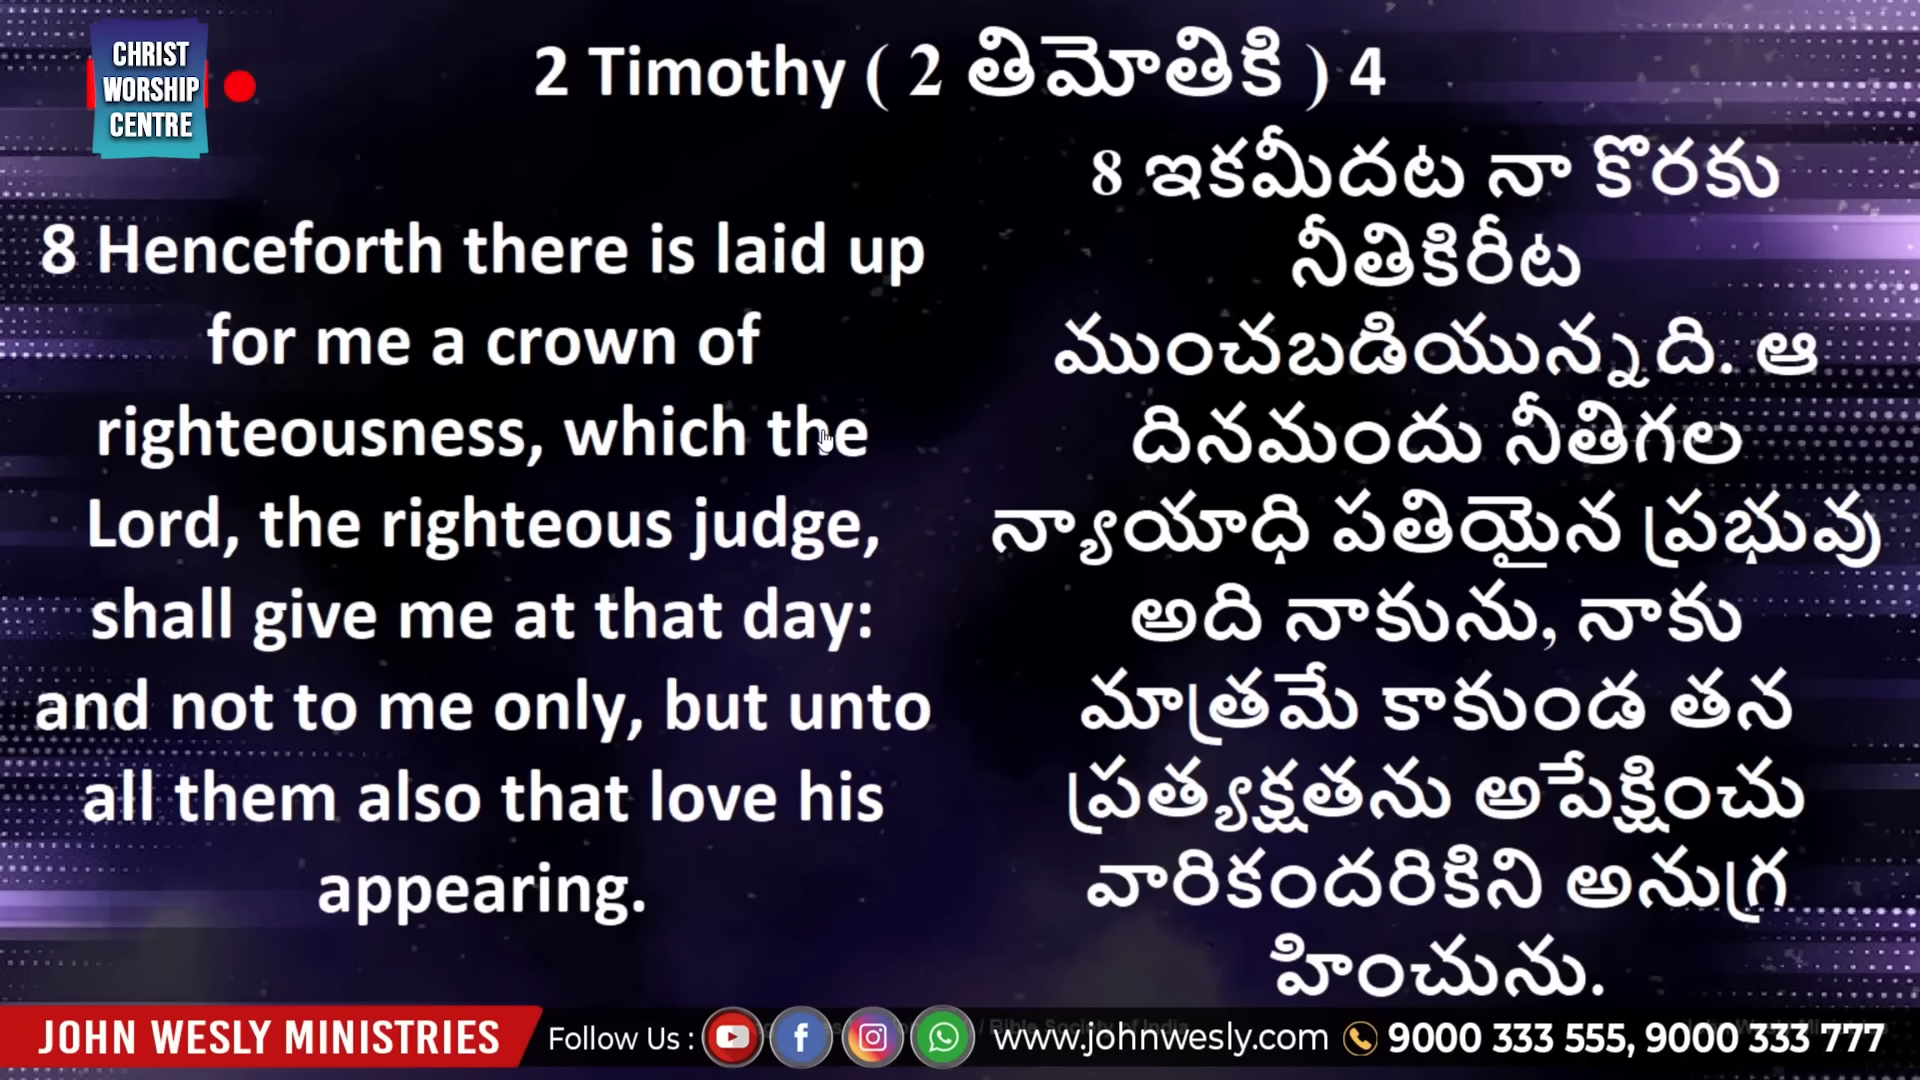 CHRIST
WORSHIP
CENTRE
2 Timothy ( 2 తిమోతికి ) 4
8 Henceforth there is laid up
for me a crown of
righteousness, which the
Lord, the righteous judge,
shall give me at that day:
and not to me only, but unto
all them also that love his
appearing.
8 ఇకమీదట నా కొరకు
నీతికిరీట
ముంచబడియున్నది. ఆ
దినమందు నీతిగల
న్యాయాధి పతియైన ప్రభువు
అది నాకును, నాకు
మాత్రమే కాకుండ తన
ప్రత్యక్షతను అపేక్షించు
వారికందరికిని అనుగ్ర
హించును.
JOHN WESLY MINISTRIES
Follow Us :
www.johnwesly.com
9000 333 555, 9000 333 777